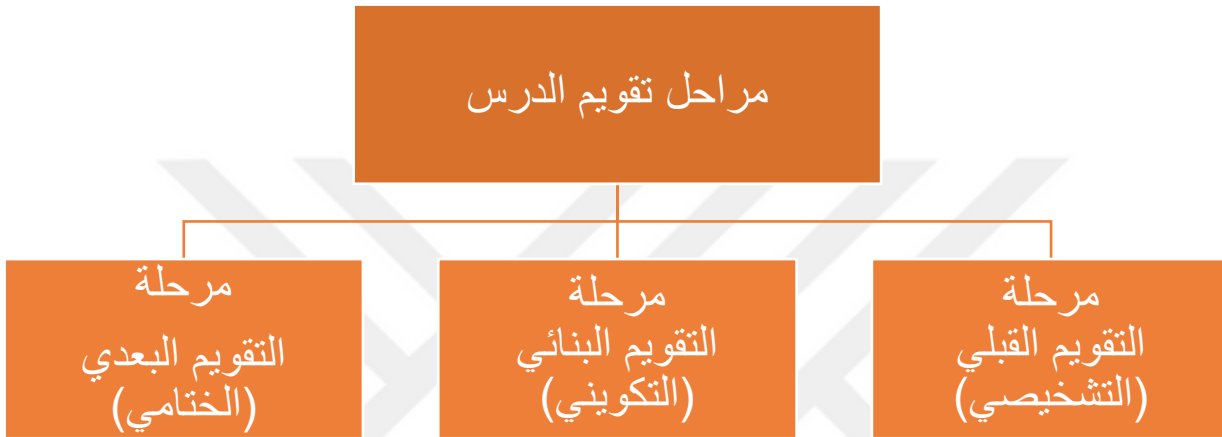 مراحل تقويم الدرس
مرحلة
التقويم القبلي
(التشخيصي)
مرحلة
التقويم البنائي
(التكويني)
مرحلة
التقويم البعدي
(الختامي)